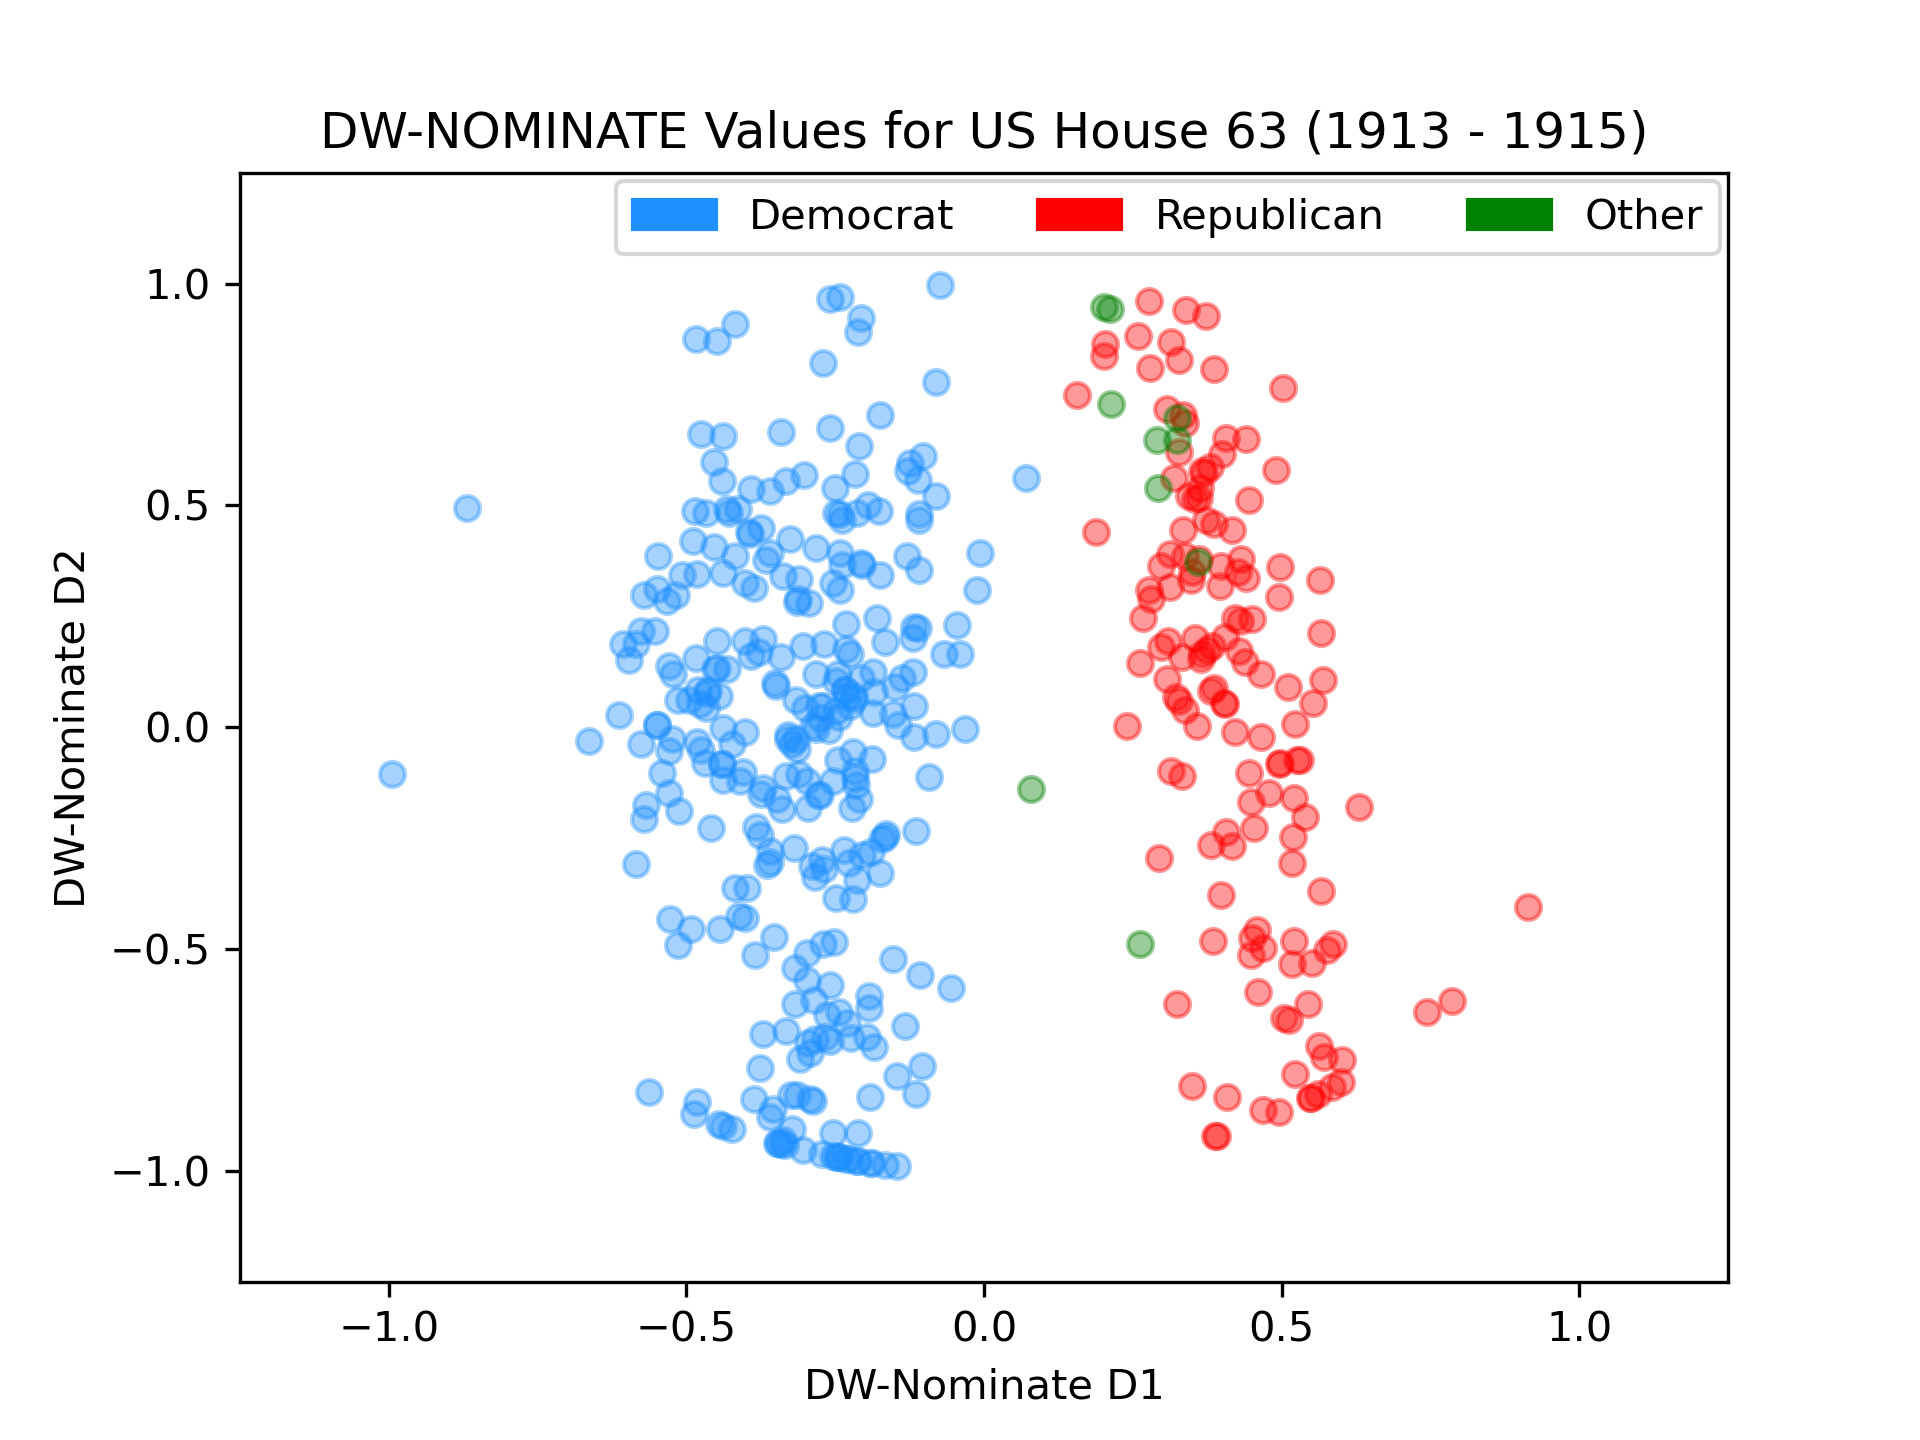 DW-NOMINATE Values for US House 63 (1913 - 1915)
Democrat Republican Other
1.0
0.5
0.0
−0.5
−1.0
DW-Nominate D2
−1.0 −0.5 0.0 0.5 1.0
DW-Nominate D1